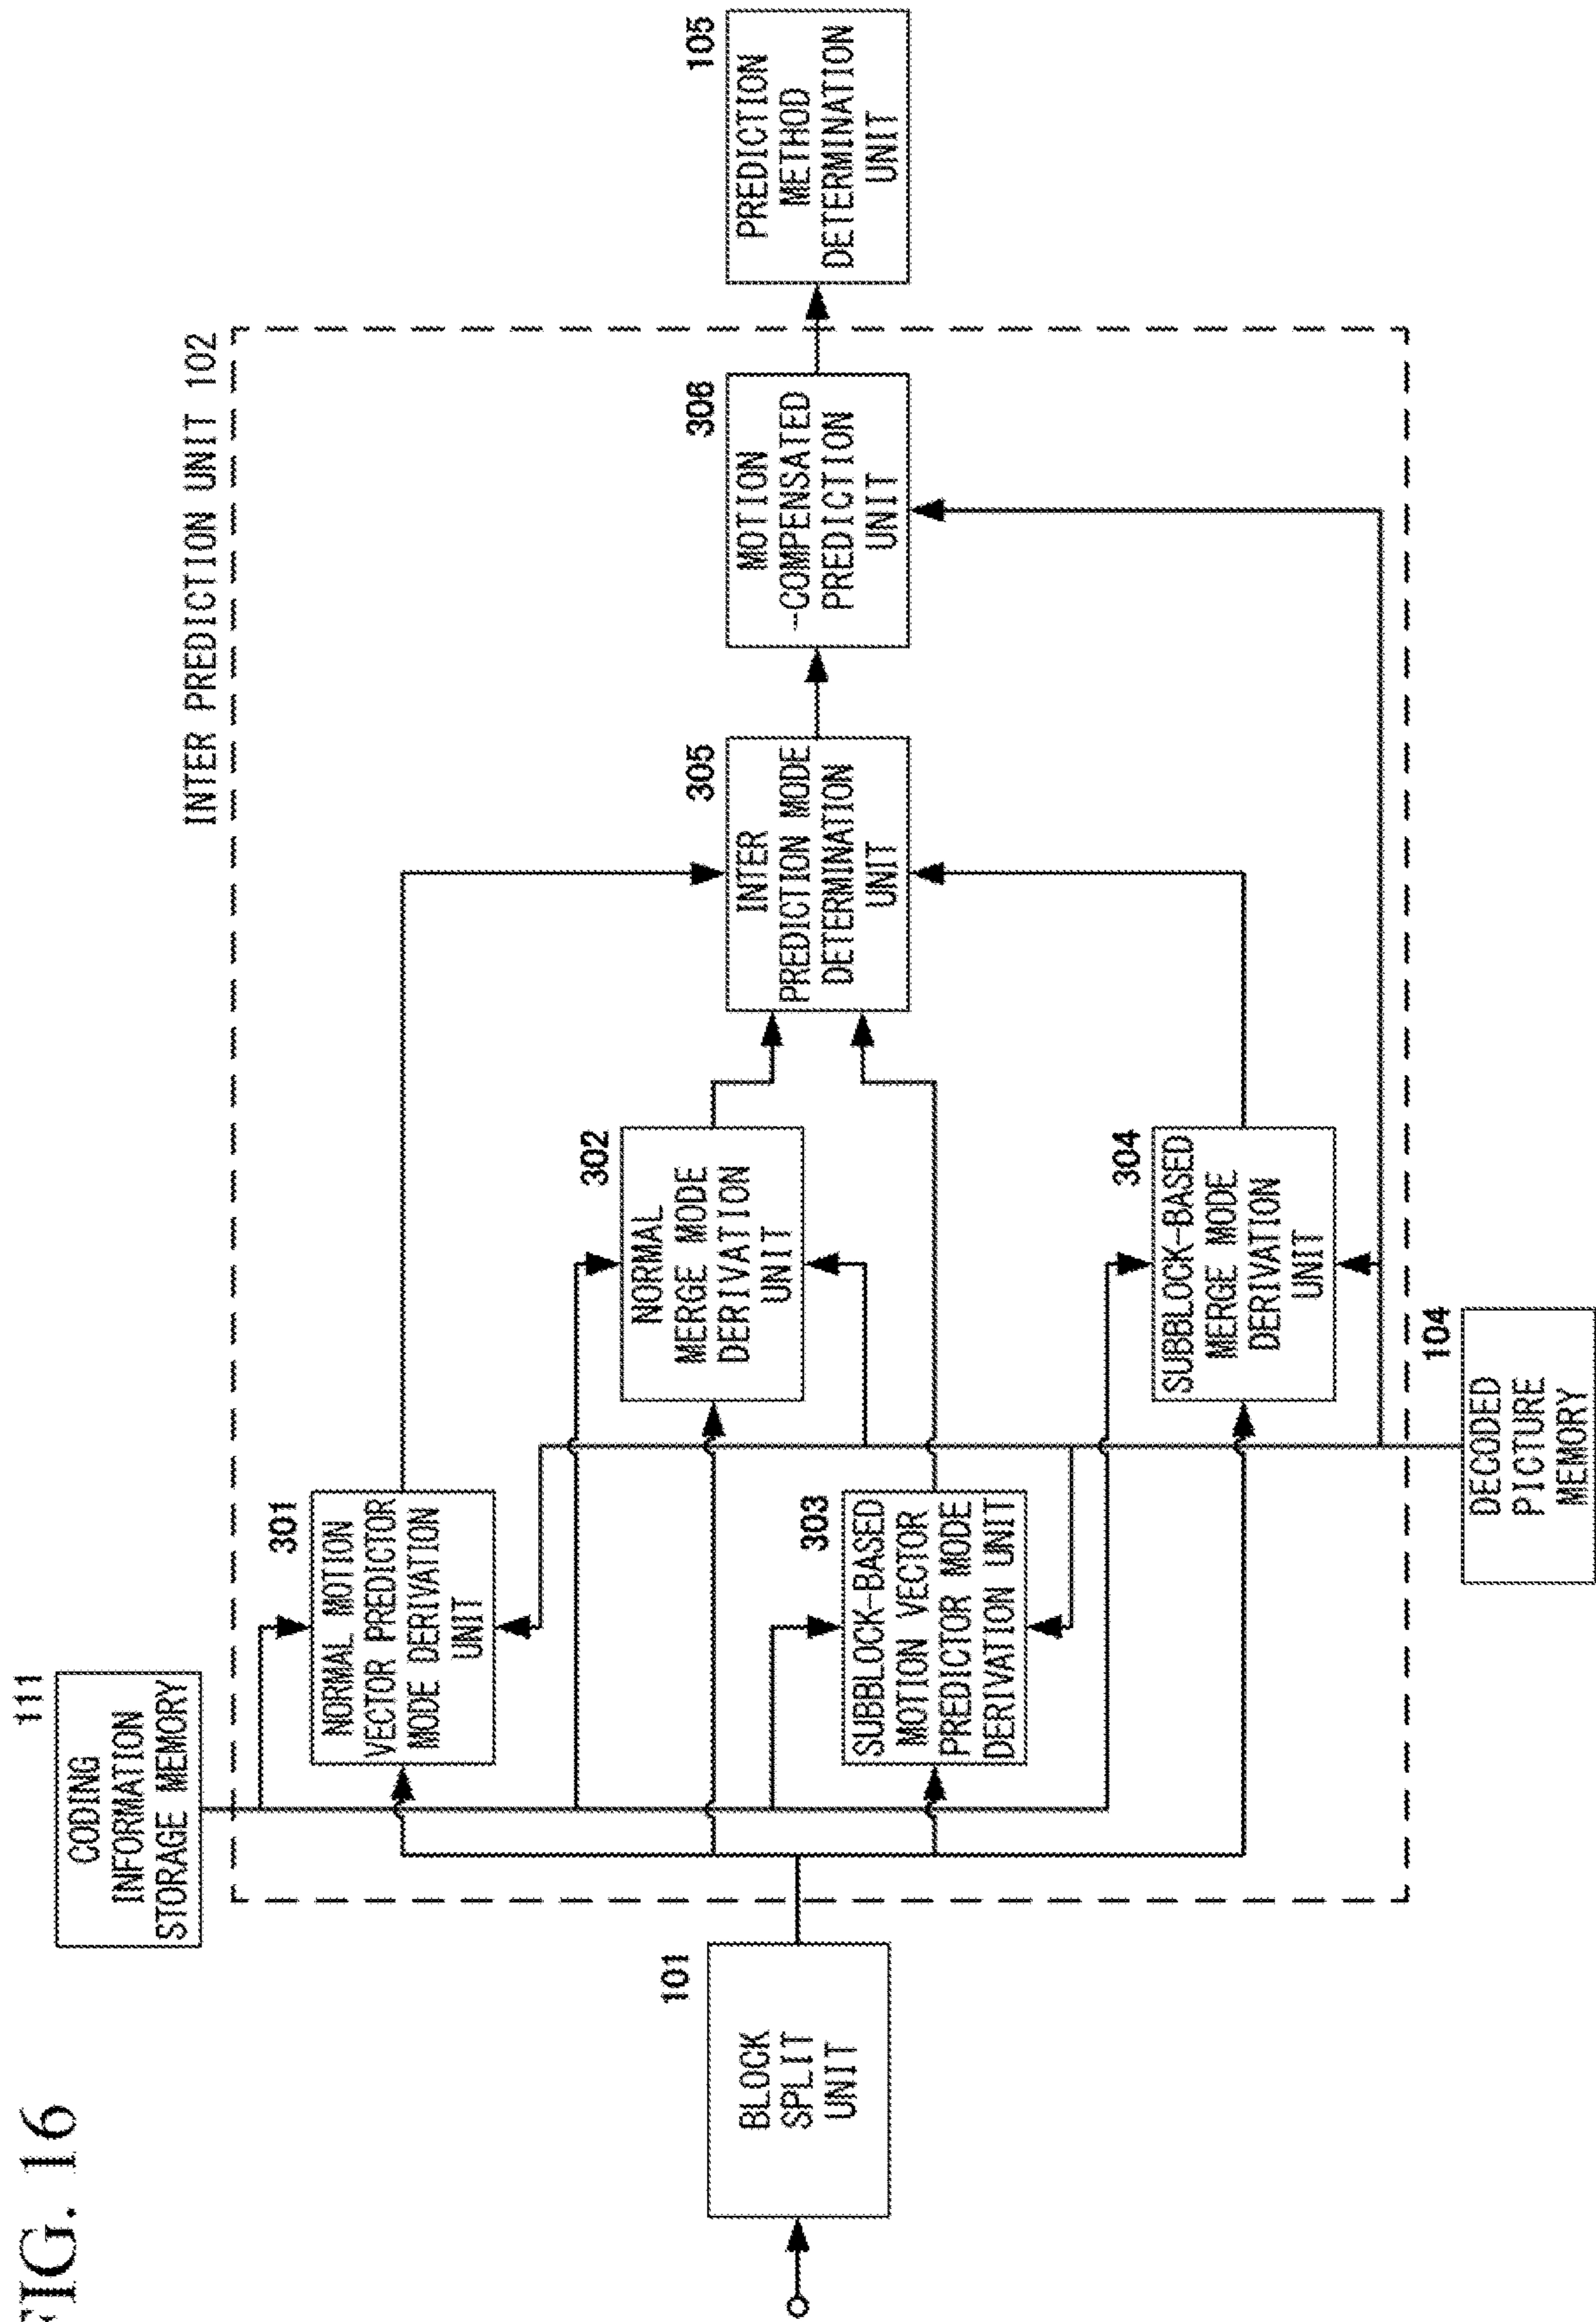 FIG. 16
111
CODING
INFORMATION
STORAGE MEMORY
INTER PREDICTION UNIT 102
101
BLOCK
SPLIT
UNIT
301
NORMAL MOTION
VECTOR PREDICTOR
MODE DERIVATION
UNIT
302
NORMAL
MERGE MODE
DERIVATION
UNIT
303
SUBBLOCK-BASED
MOTION VECTOR
PREDICTOR MODE
DERIVATION UNIT
304
SUBBLOCK-BASED
MERGE MODE
DERIVATION
UNIT
305
INTER
PREDICTION MODE
DETERMINATION
UNIT
306
MOTION
-COMPENSATED
PREDICTION
UNIT
105
PREDICTION
METHOD
DETERMINATION
UNIT
104
DECODED
PICTURE
MEMORY